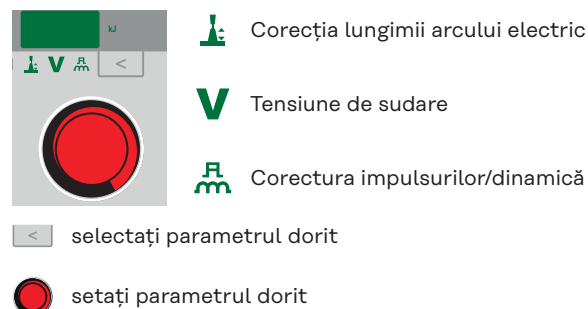 kJ
Corecția lungimii arcului electric
V <
Tensiune de sudare
V
Corectura impulsurilor/dinamică
< selectați parametrul dorit
setați parametrul dorit